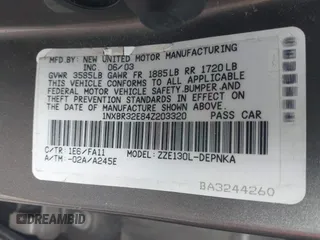 MFD. BY: NEW UNITED MOTOR MANUFACTURING
INC. 06/03
GVWR 3585LB GAWR FR 1885LB RR 1720LB
THIS VEHICLE CONFORMS TO ALL APPLICABLE
FEDERAL MOTOR VEHICLE SAFETY,BUMPER,AND
THEFT PREVENTION STANDARDS IN EFFECT ON THE
DATE OF MANUFACTURE SHOWN ABOVE.
1NXBR32E84Z203320 PASS CAR
C/TR: 1E6/FA11 MODEL: ZZE130L-DEPNKA
A/TM: -02A/A245E
BA3244260
CREDAMBID